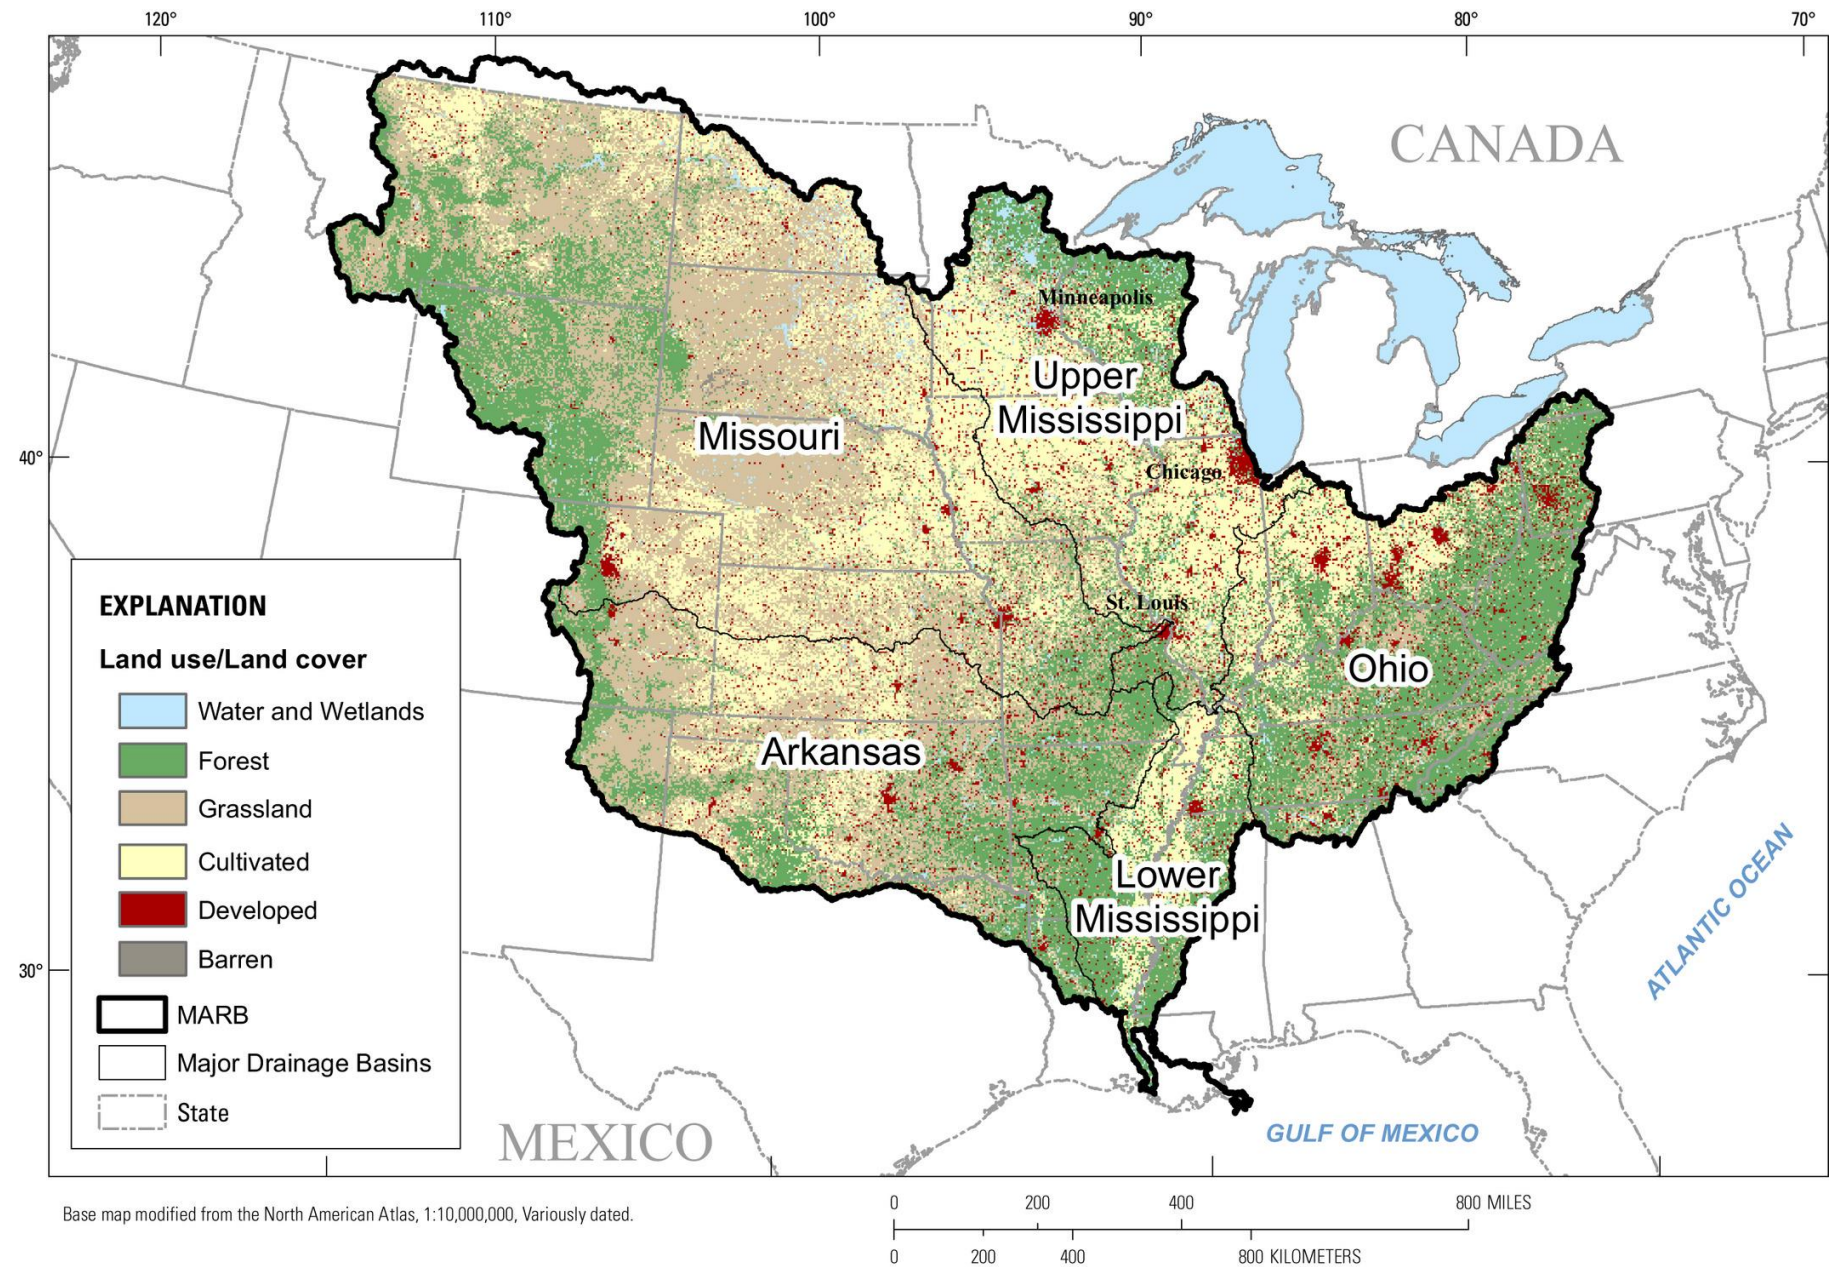 120°
110°
100°
90°
80°
70°
CANADA
Minneapolis
Upper
Mississippi
Missouri
40°
Chicago
St. Louis
Ohio
Arkansas
Lower
Mississippi
30°
ATLANTIC OCEAN
GULF OF MEXICO
MEXICO
EXPLANATION
Land use/Land cover
Water and Wetlands
Forest
Grassland
Cultivated
Developed
Barren
MARB
Major Drainage Basins
State
Base map modified from the North American Atlas, 1:10,000,000, Variously dated.
0 200 400 800 MILES
0 200 400 800 KILOMETERS